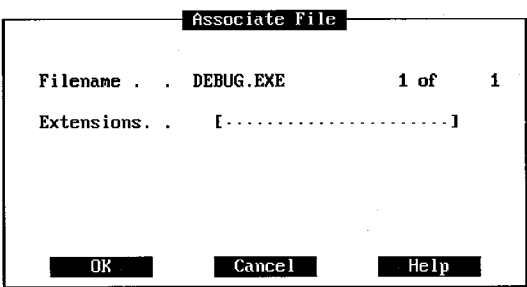 Associate File
Filename . . DEBUG.EXE 1 of 1
Extensions. . [......................]
OK Cancel Help